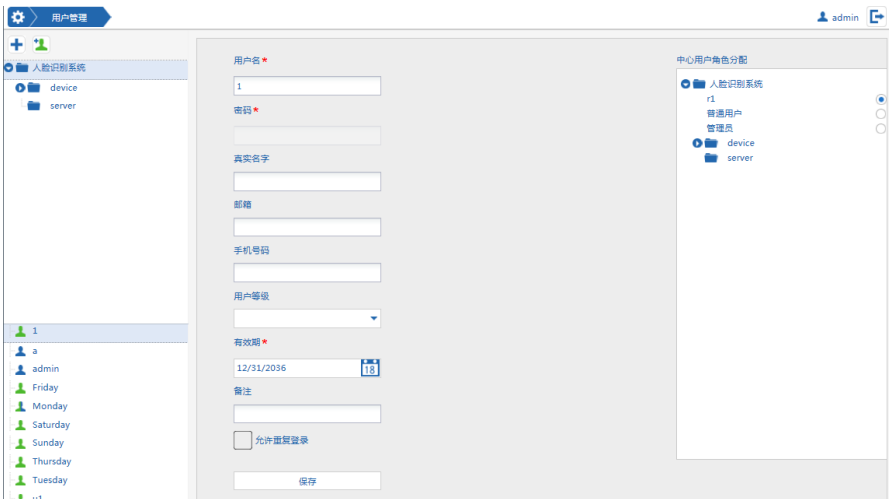 用户管理
admin
人脸识别系统
device
server
1
a
admin
Friday
Monday
Saturday
Sunday
Thursday
Tuesday
用户名*
1
密码*
真实名字
邮箱
手机号码
用户等级
有效期*
12/31/2036
18
备注
允许重复登录
保存
中心用户角色分配
人脸识别系统
r1
普通用户
管理员
device
server